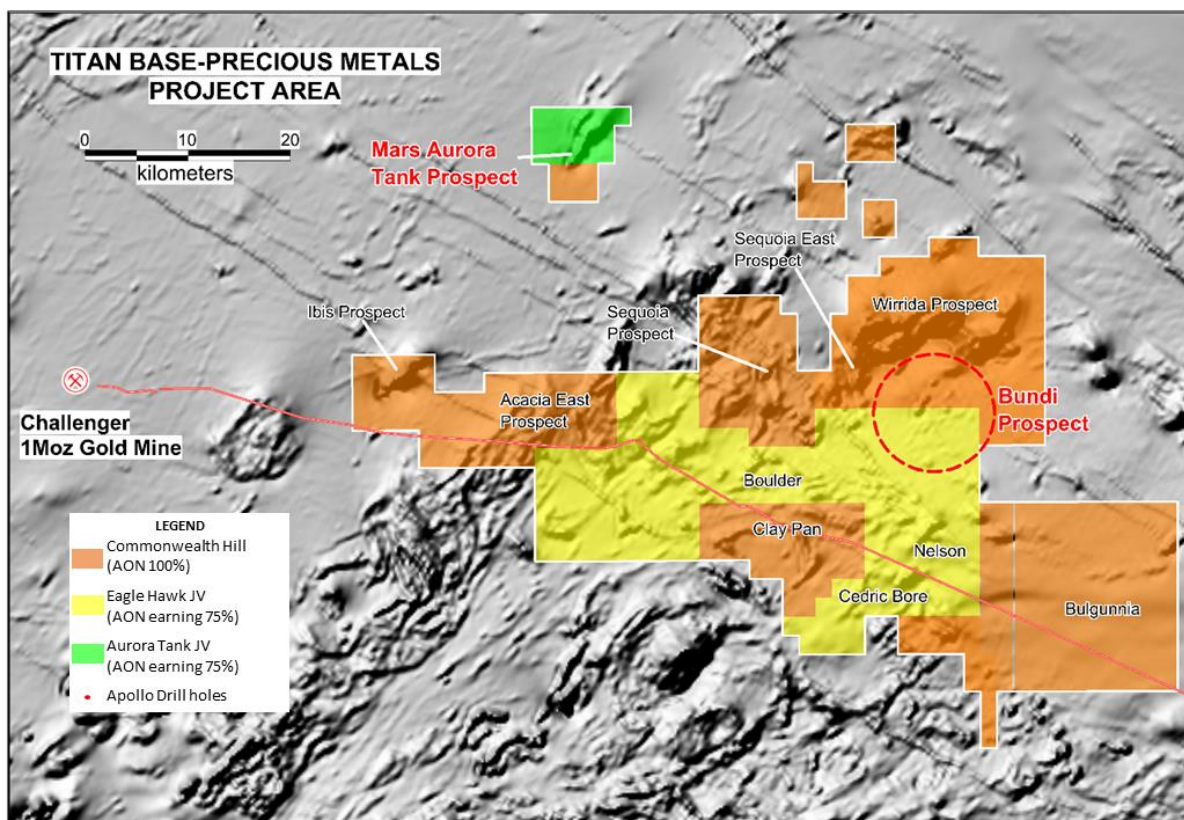 TITAN BASE-PRECIOUS METALS
PROJECT AREA
0 10 20
kilometers
Mars Aurora
Tank Prospect
Sequoia East
Prospect
Wirrida Prospect
Ibis Prospect
Sequoia
Prospect
Bundi
Prospect
Acacia East
Prospect
Challenger
1Moz Gold Mine
Boulder
Clay Pan
Nelson
Cedric Bore
Bulgunnia
LEGEND
Commonwealth Hill
(AON 100%)
Eagle Hawk JV
(AON earning 75%)
Aurora Tank JV
(AON earning 75%)
Apollo Drill holes